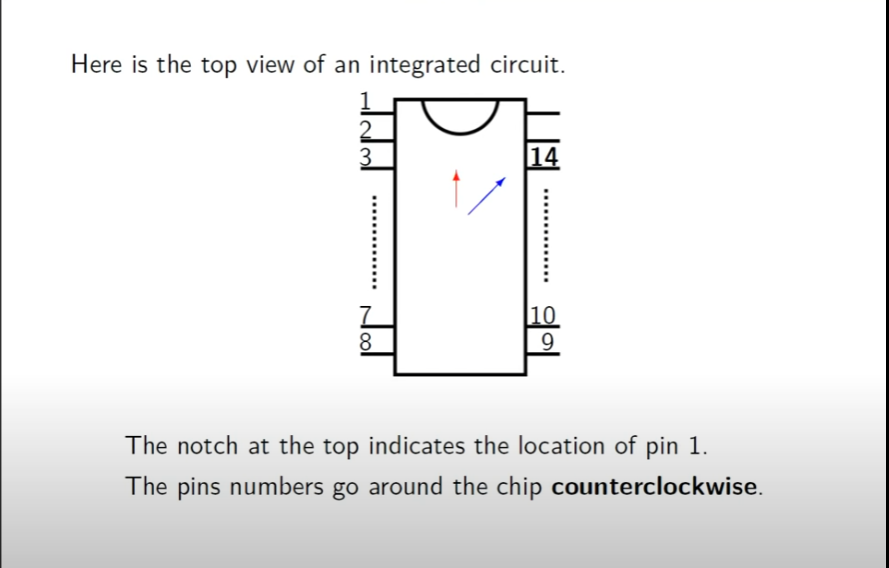 Here is the top view of an integrated circuit.
1
2
3 14
7 10
8 9
The notch at the top indicates the location of pin 1.
The pins numbers go around the chip counterclockwise.